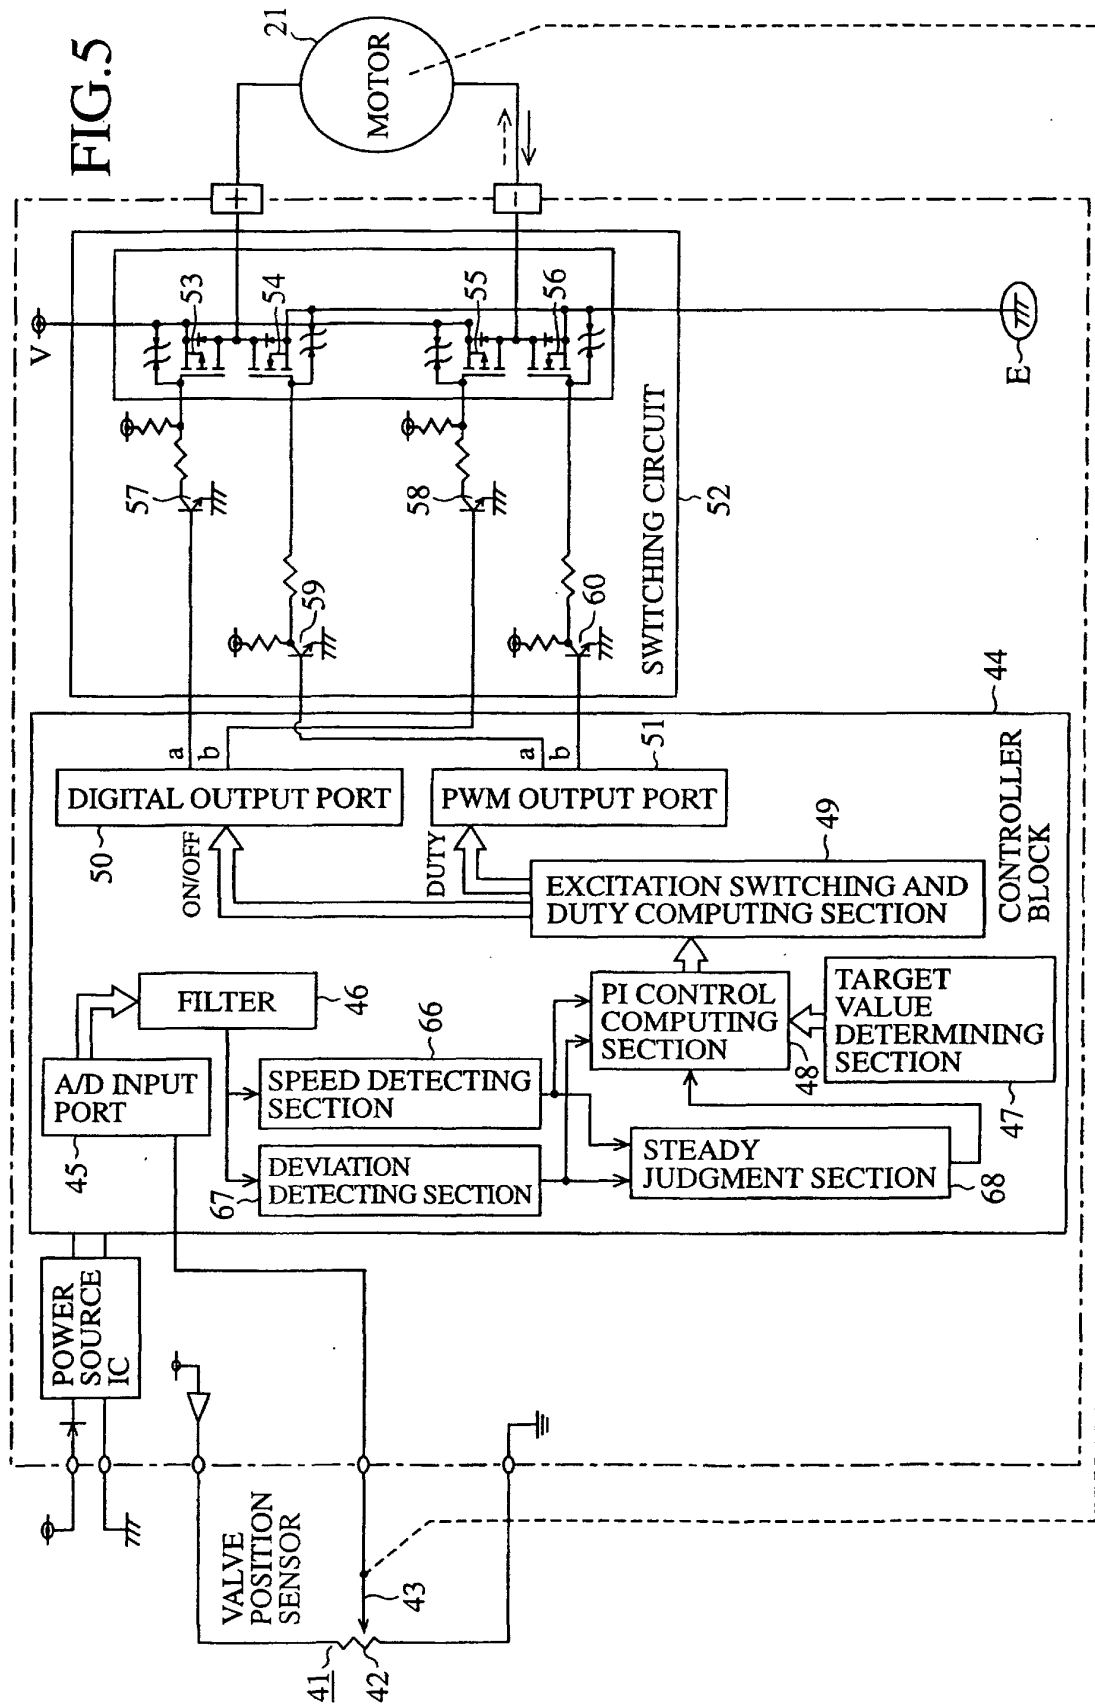 FIG.5
21
MOTOR
+
-
V
53
54
55
56
E
57
58
59
60
SWITCHING CIRCUIT
52
44
a
b
a
b
DIGITAL OUTPUT PORT
50
PWM OUTPUT PORT
51
ON/OFF
DUTY
49
EXCITATION SWITCHING AND
DUTY COMPUTING SECTION
CONTROLLER
BLOCK
A/D INPUT
PORT
45
FILTER
46
66
SPEED DETECTING
SECTION
67
DEVIATION
DETECTING SECTION
PI CONTROL
COMPUTING
SECTION
48
TARGET
VALUE
DETERMINING
SECTION
47
STEADY
JUDGMENT SECTION
68
POWER
SOURCE
IC
VALVE
POSITION
SENSOR
41
42
43